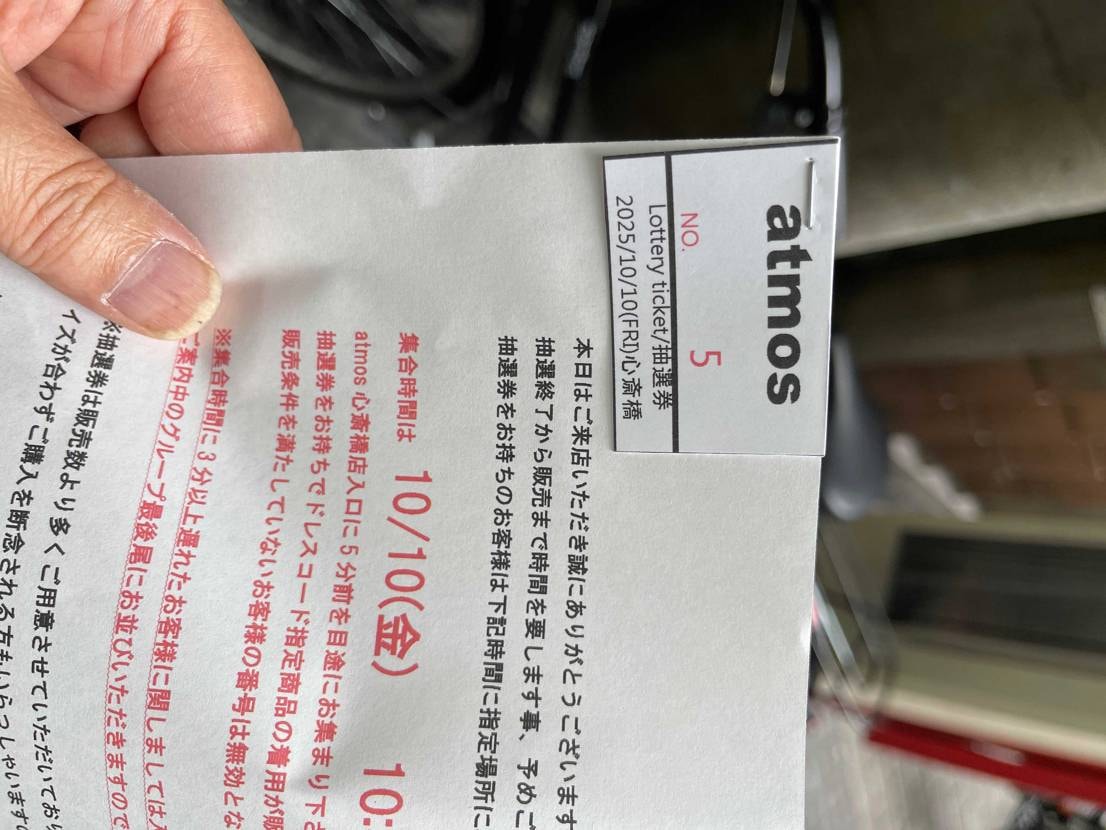 atmos
NO. 5
Lottery ticket/抽選券
2025/10/10(FRI)心斎橋
本日はご来店いただき誠にありがとうございます
抽選終了から販売まで時間を要します事、予めご
抽選券をお持ちのお客様は下記時間に指定場所に
集合時間は 10/10(金) 10:
atmos 心斎橋店入口に 5 分前を目途にお集まり下さ
抽選券をお持ちでドレスコード指定商品の着用が販
販売条件を満たしていないお客様の番号は無効とな
※集合時間に 3 分以上遅れたお客様に関しましては
ご案内中のグループ最後尾にお並びいただきますので
※抽選券は販売数より多くご用意させていただいており
イズが合わずご購入を断念される方もいらっしゃいます